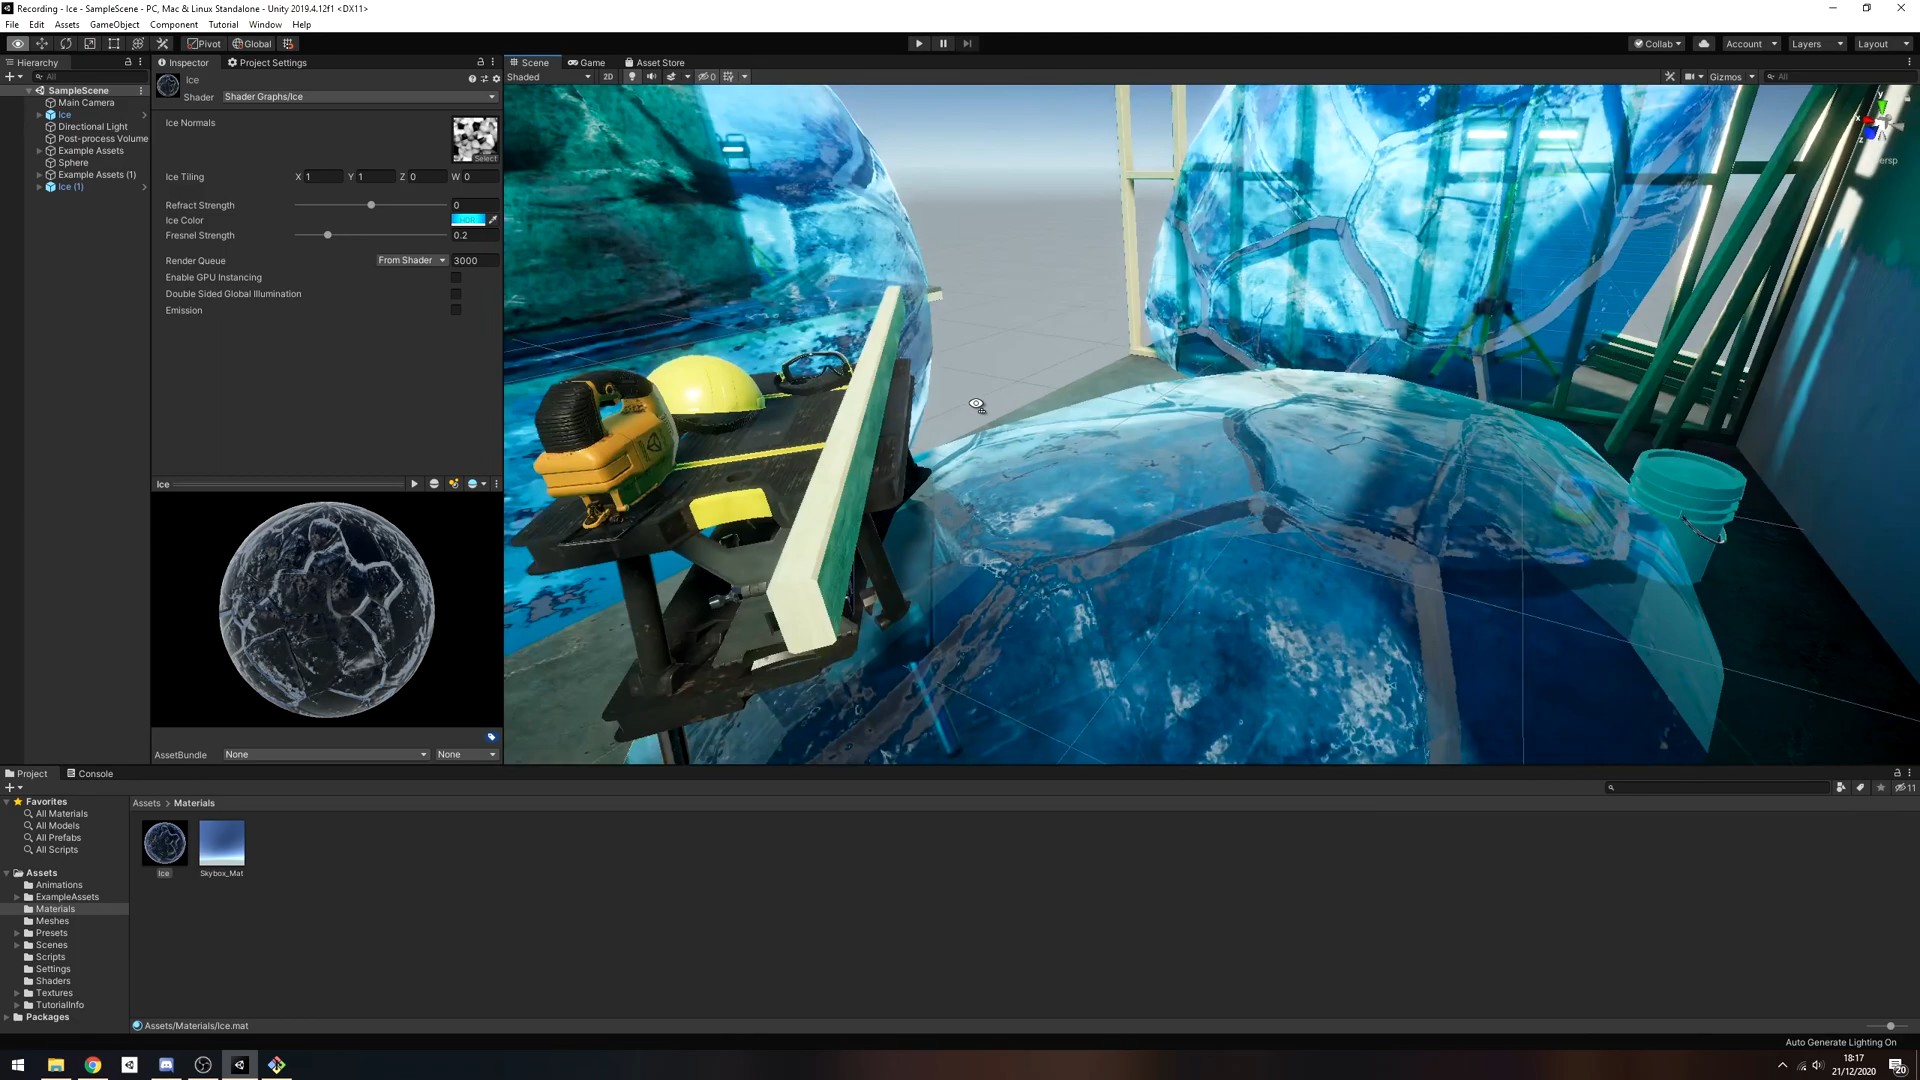 Recording - Ice - SampleScene - PC, Mac & Linux Standalone - Unity 2019.4.12f1 <DX11>
File Edit Assets GameObject Component Tutorial Window Help
Pivot Global Collab Account Layers Layout
Hierarchy
All
SampleScene
Main Camera
Ice
Directional Light
Post-process Volume
Example Assets
Sphere
Example Assets (1)
Ice (1)
Inspector Project Settings
Ice
Shader Shader Graphs/Ice
Ice Normals
Select
Ice Tiling X 1 Y 1 Z 0 W 0
Refract Strength 0
Ice Color HDR
Fresnel Strength 0.2
Render Queue From Shader 3000
Enable GPU Instancing
Double Sided Global Illumination
Emission
Ice
AssetBundle None None
Scene Game Asset Store
Shaded 2D 0 Gizmos All
y
x
z
Persp
Project Console
11
Favorites
All Materials
All Models
All Prefabs
All Scripts
Assets
Animations
ExampleAssets
Materials
Meshes
Presets
Scenes
Scripts
Settings
Shaders
Textures
TutorialInfo
Packages
Assets > Materials
Ice Skybox_Mat
Assets/Materials/Ice.mat
Auto Generate Lighting On
18:17
21/12/2020
20